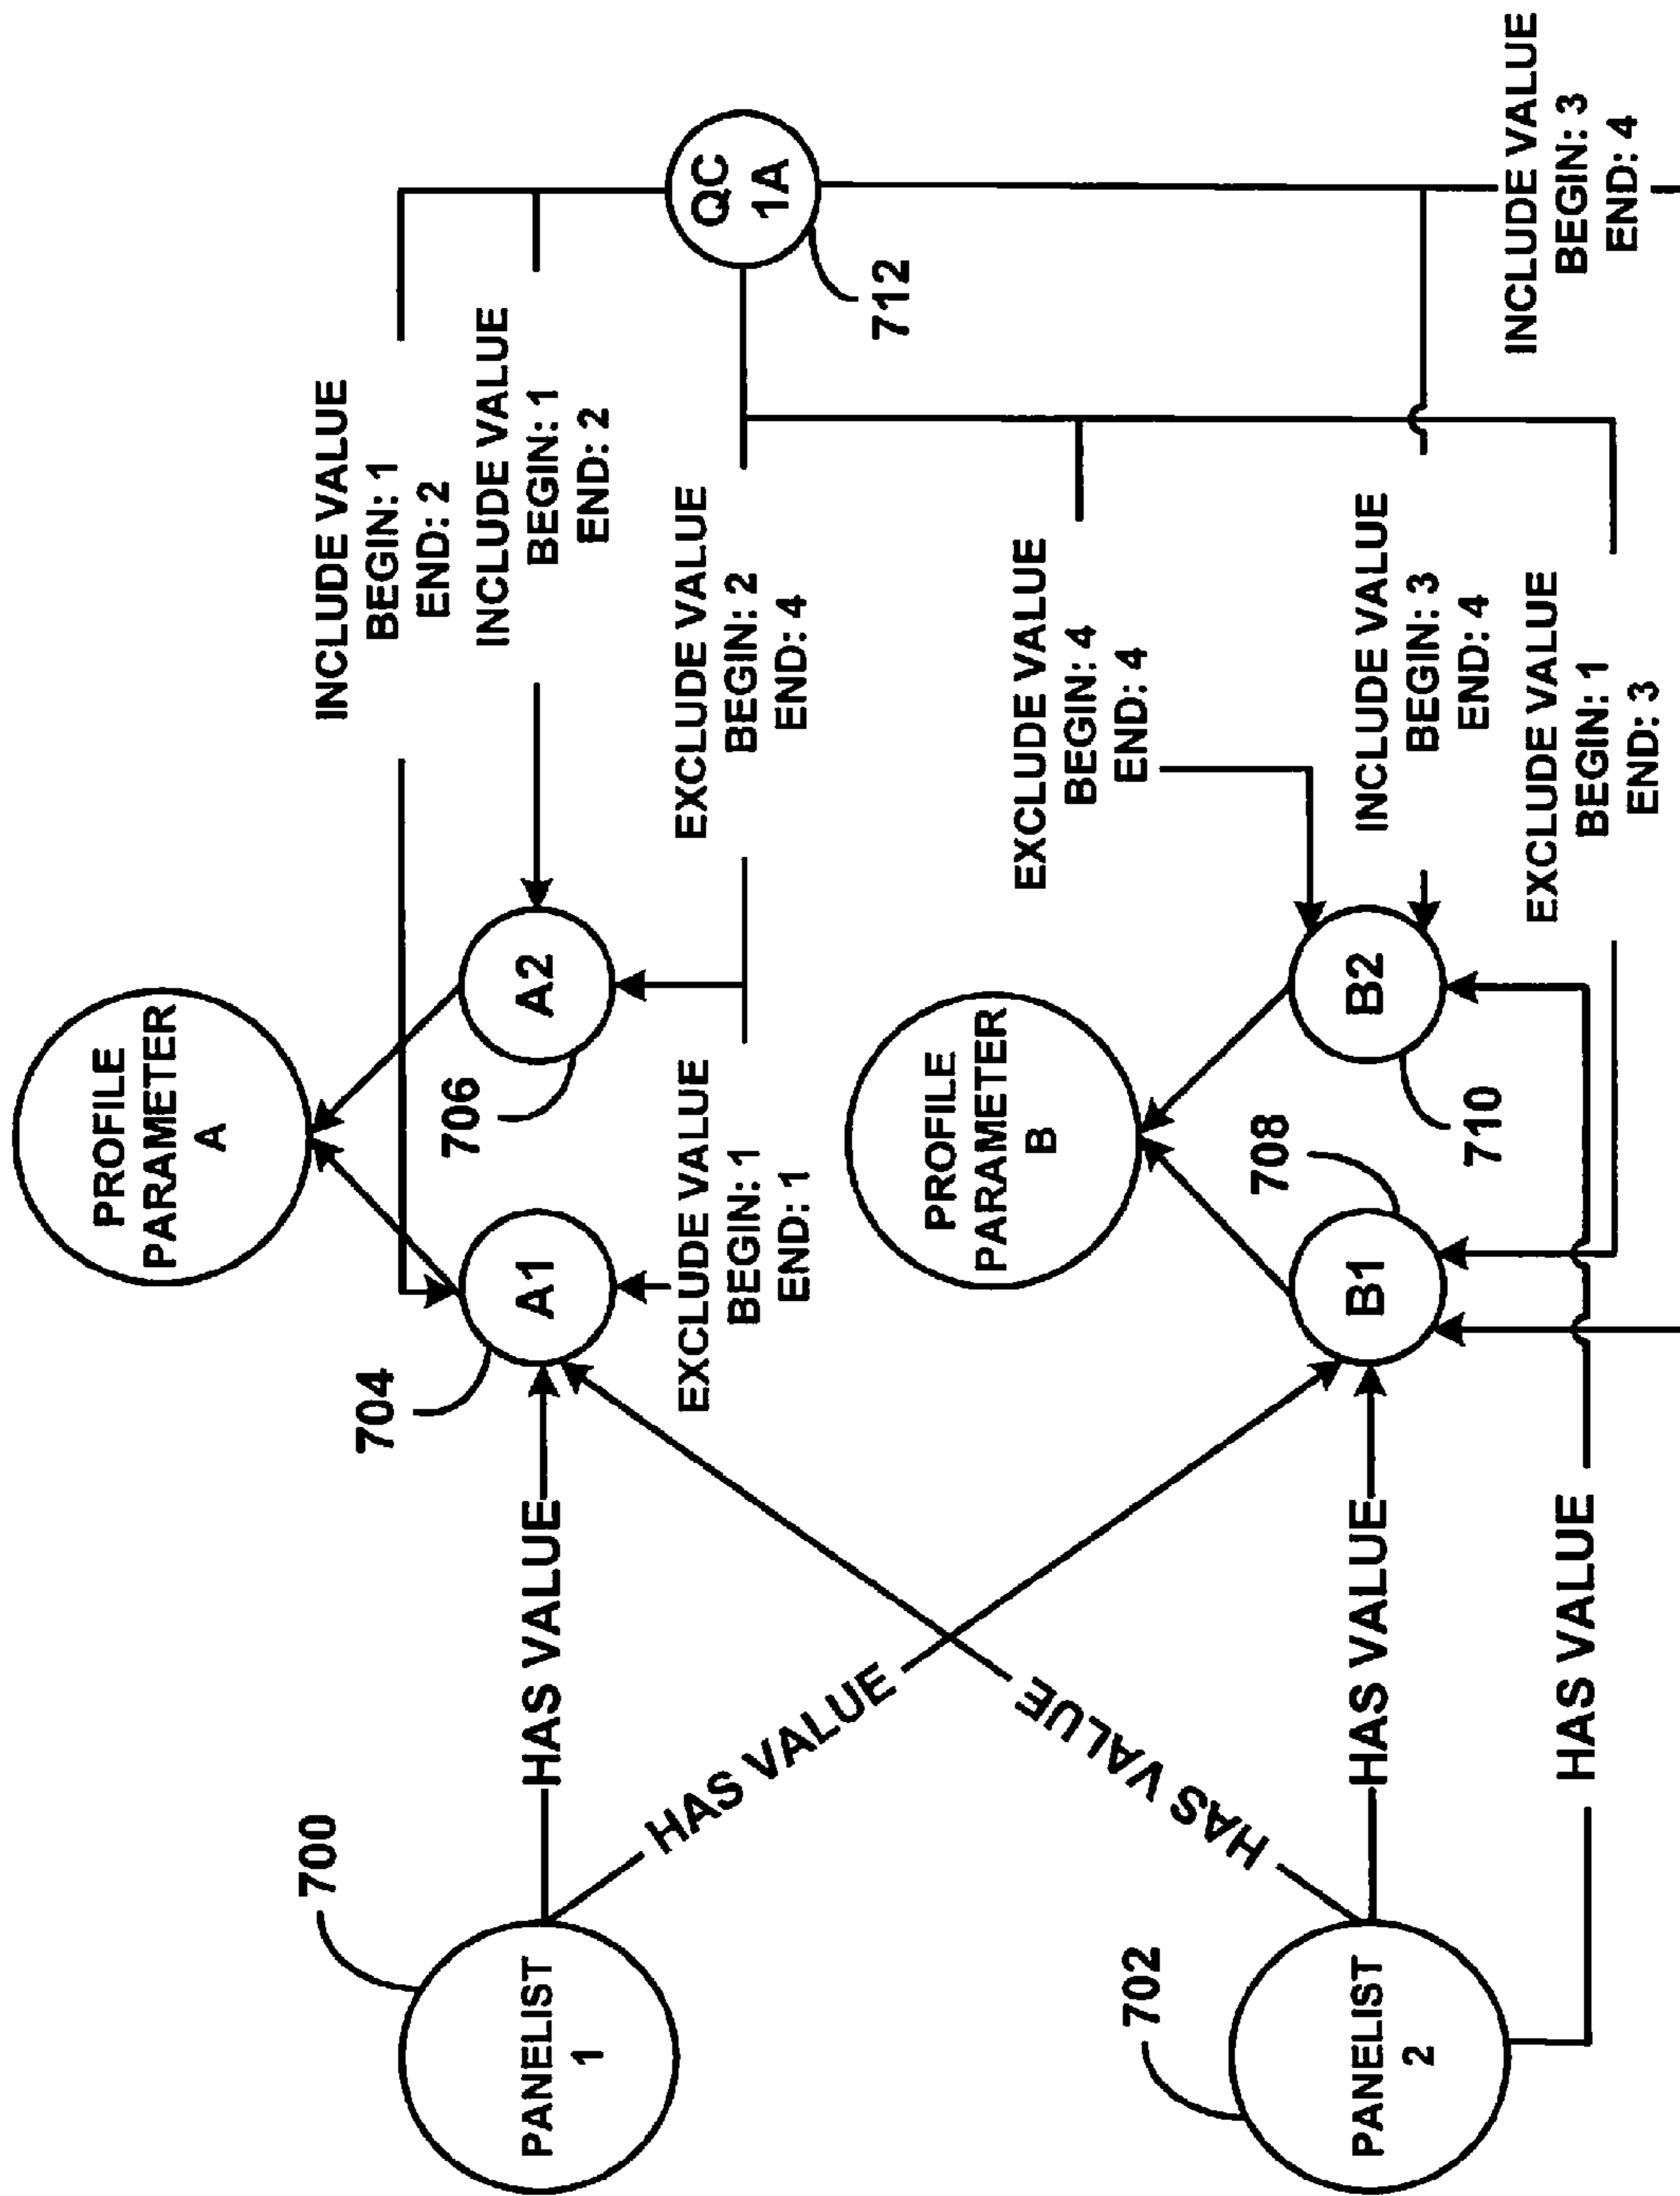 PROFILE
PARAMETER
A
INCLUDE VALUE
BEGIN: 1
END: 2
INCLUDE VALUE
BEGIN: 1
END: 2
700
704
706
A1
A2
PANELIST
1
HAS VALUE
EXCLUDE VALUE
BEGIN: 1
END: 1
EXCLUDE VALUE
BEGIN: 2
END: 4
QC
1A
712
HAS VALUE
HAS VALUE
PROFILE
PARAMETER
B
EXCLUDE VALUE
BEGIN: 4
END: 4
702
708
710
B1
B2
PANELIST
2
HAS VALUE
INCLUDE VALUE
BEGIN: 3
END: 4
HAS VALUE
EXCLUDE VALUE
BEGIN: 1
END: 3
INCLUDE VALUE
BEGIN: 3
END: 4